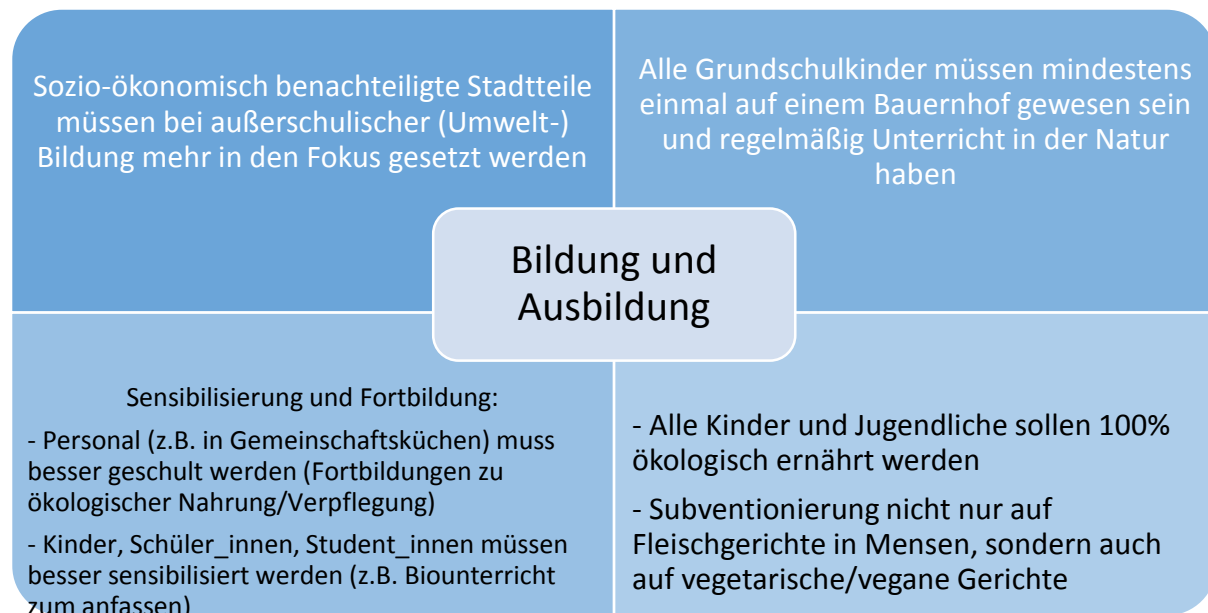 Sozio-ökonomisch benachteiligte Stadtteile
müssen bei außerschulischer (Umwelt-)
Bildung mehr in den Fokus gesetzt werden
Alle Grundschulkinder müssen mindestens
einmal auf einem Bauernhof gewesen sein
und regelmäßig Unterricht in der Natur
haben
Bildung und
Ausbildung
Sensibilisierung und Fortbildung:
- Personal (z.B. in Gemeinschaftsküchen) muss
besser geschult werden (Fortbildungen zu
ökologischer Nahrung/Verpflegung)
- Kinder, Schüler_innen, Student_innen müssen
besser sensibilisiert werden (z.B. Biounterricht
zum anfassen)
- Alle Kinder und Jugendliche sollen 100%
ökologisch ernährt werden
- Subventionierung nicht nur auf
Fleischgerichte in Mensen, sondern auch
auf vegetarische/vegane Gerichte